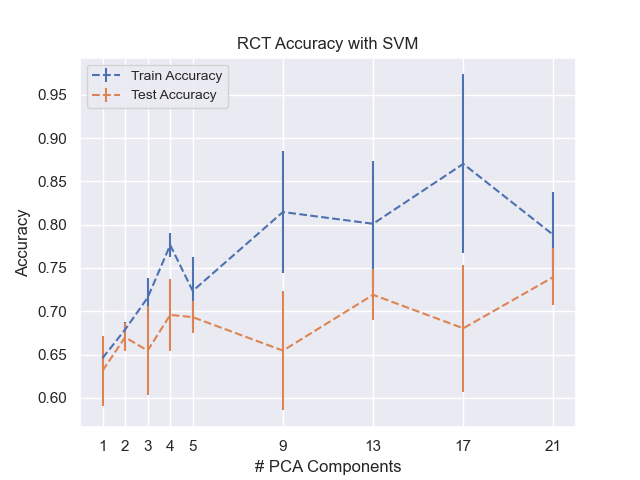 RCT Accuracy with SVM
Train Accuracy
Test Accuracy
0.95
0.90
0.85
0.80
0.75
0.70
0.65
0.60
Accuracy
1 2 3 4 5 9 13 17 21
# PCA Components